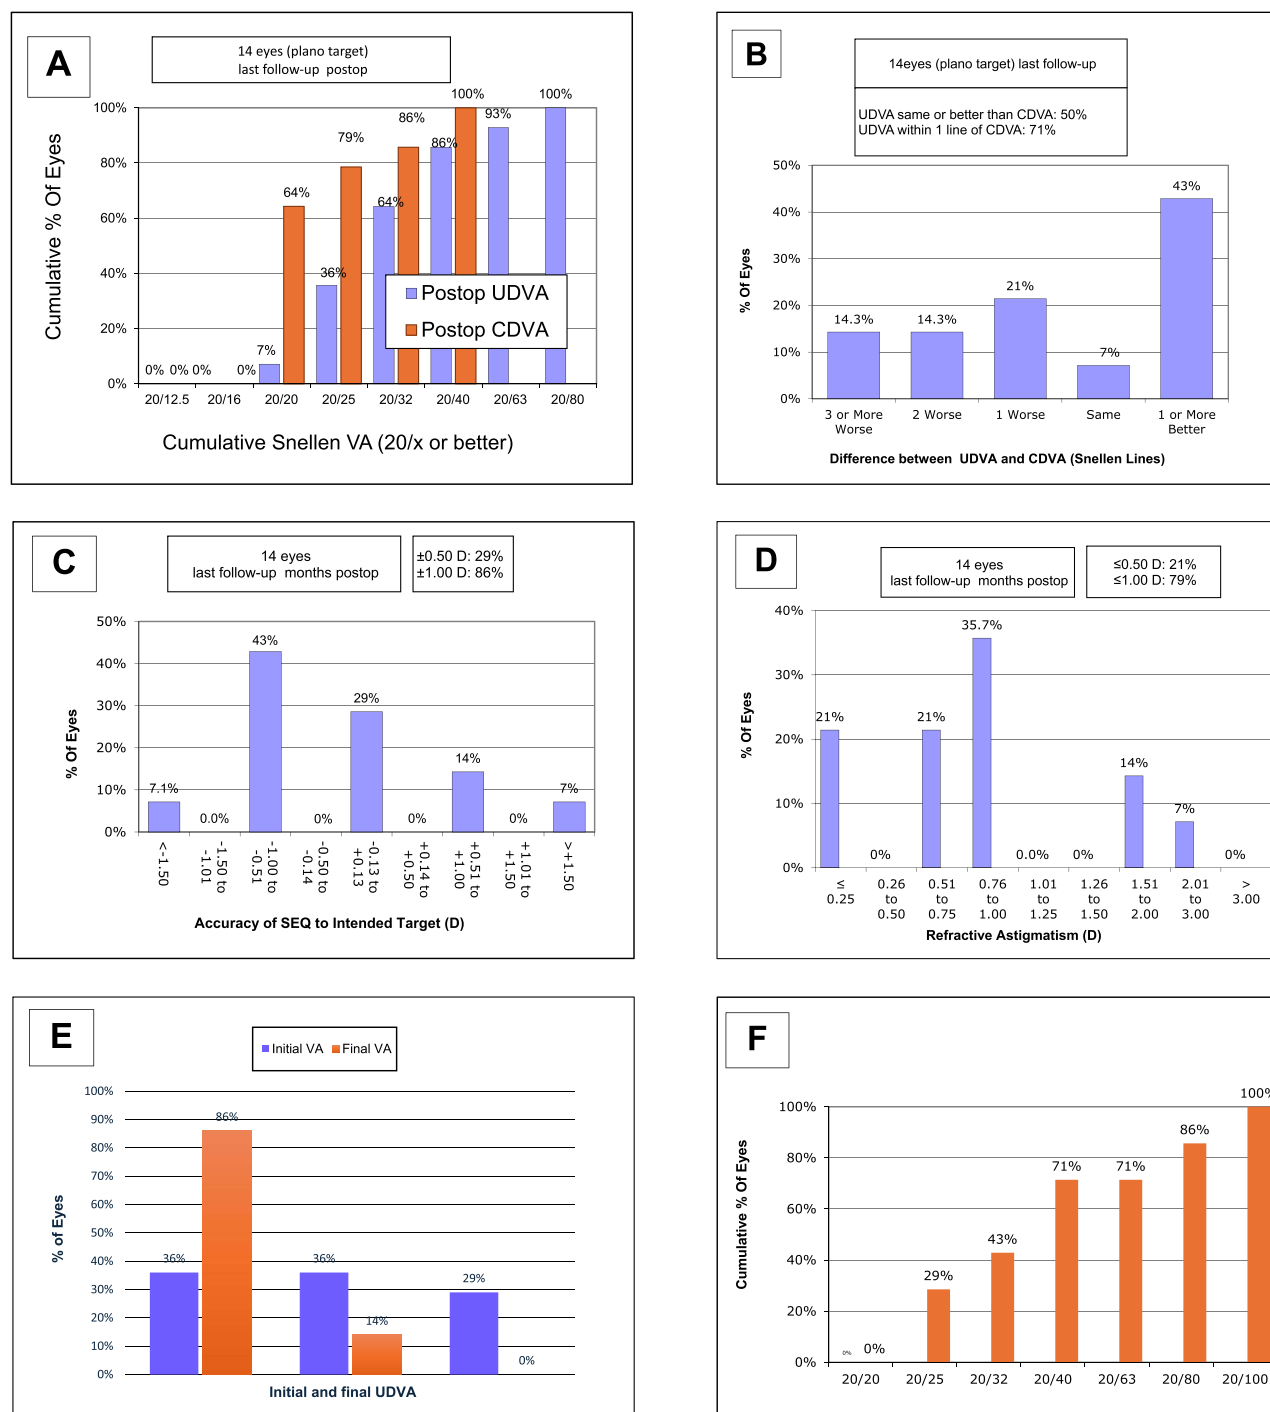 A
14 eyes (plano target)
last follow-up postop
Cumulative % Of Eyes
100%
80%
60%
40%
20%
0%
0% 0% 0% 0% 7% 64% 36% 79% 64% 86% 86% 100% 93% 100%
Postop UDVA
Postop CDVA
20/12.5 20/16 20/20 20/25 20/32 20/40 20/63 20/80
Cumulative Snellen VA (20/x or better)
B
14eyes (plano target) last follow-up
UDVA same or better than CDVA: 50%
UDVA within 1 line of CDVA: 71%
% Of Eyes
50%
40%
30%
20%
10%
0%
14.3% 14.3% 21% 7% 43%
3 or More Worse 2 Worse 1 Worse Same 1 or More Better
Difference between UDVA and CDVA (Snellen Lines)
C
14 eyes
last follow-up months postop
±0.50 D: 29%
±1.00 D: 86%
% Of Eyes
50%
40%
30%
20%
10%
0%
7.1% 0.0% 43% 0% 29% 0% 14% 0% 7%
<-1.50
-1.50 to -1.01
-1.00 to -0.51
-0.50 to -0.14
-0.13 to +0.13
+0.14 to +0.50
+0.51 to +1.00
+1.01 to +1.50
>+1.50
Accuracy of SEQ to Intended Target (D)
D
14 eyes
last follow-up months postop
≤0.50 D: 21%
≤1.00 D: 79%
% Of Eyes
40%
30%
20%
10%
0%
21% 0% 21% 35.7% 0.0% 0% 14% 7% 0%
≤ 0.25
0.26 to 0.50
0.51 to 0.75
0.76 to 1.00
1.01 to 1.25
1.26 to 1.50
1.51 to 2.00
2.01 to 3.00
> 3.00
Refractive Astigmatism (D)
E
Initial VA Final VA
% of Eyes
100%
90%
80%
70%
60%
50%
40%
30%
20%
10%
0%
36% 86% 36% 14% 29% 0%
Initial and final UDVA
F
Cumulative % Of Eyes
100%
80%
60%
40%
20%
0%
0% 0% 29% 43% 71% 71% 86% 100%
20/20 20/25 20/32 20/40 20/63 20/80 20/100